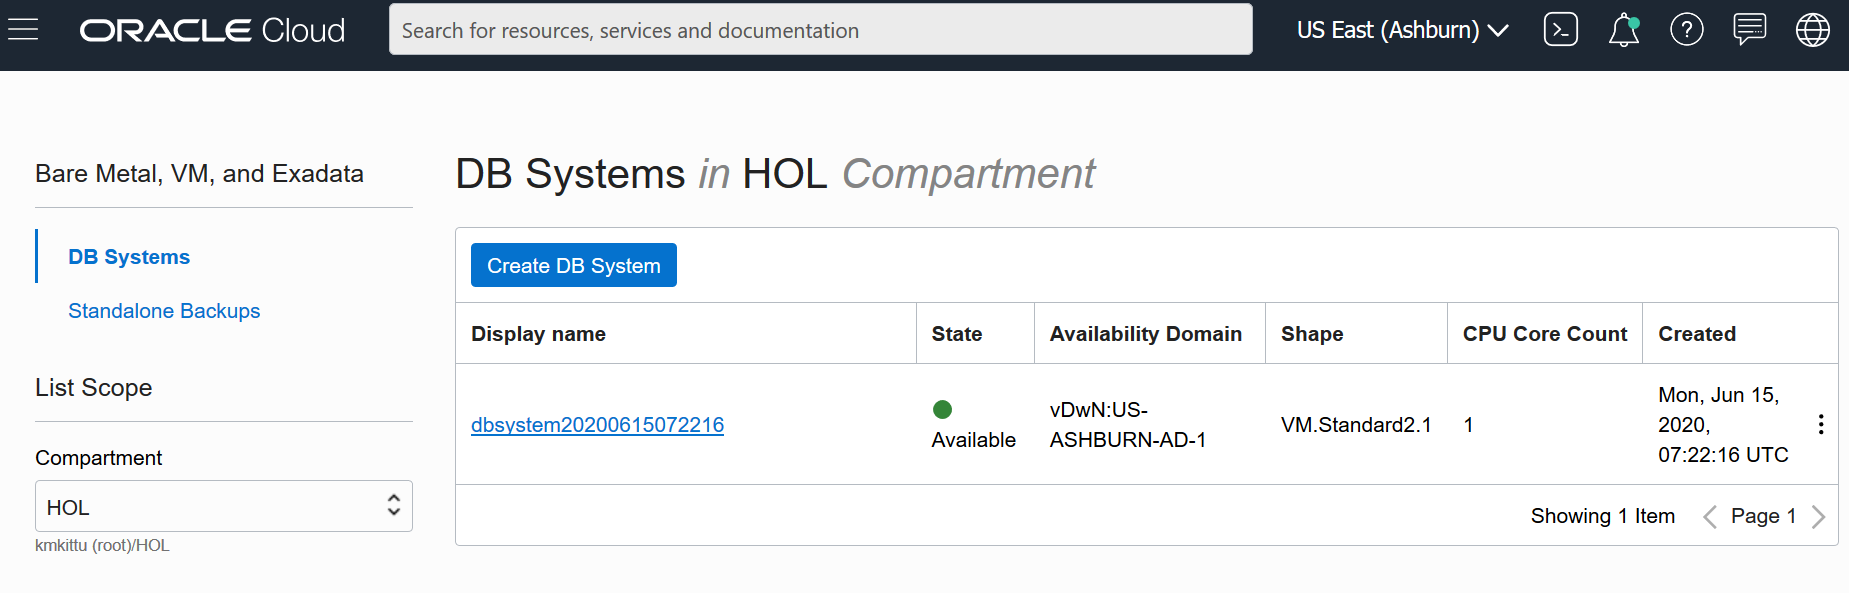 ORACLE Cloud
Search for resources, services and documentation
US East (Ashburn)
Bare Metal, VM, and Exadata
DB Systems
Standalone Backups
List Scope
Compartment
HOL
kmkittu (root)/HOL
DB Systems in HOL Compartment
Create DB System
Display name State Availability Domain Shape CPU Core Count Created
dbsystem20200615072216
Available
vDwN:US-
ASHBURN-AD-1
VM.Standard2.1
1
Mon, Jun 15,
2020,
07:22:16 UTC
Showing 1 Item
Page 1